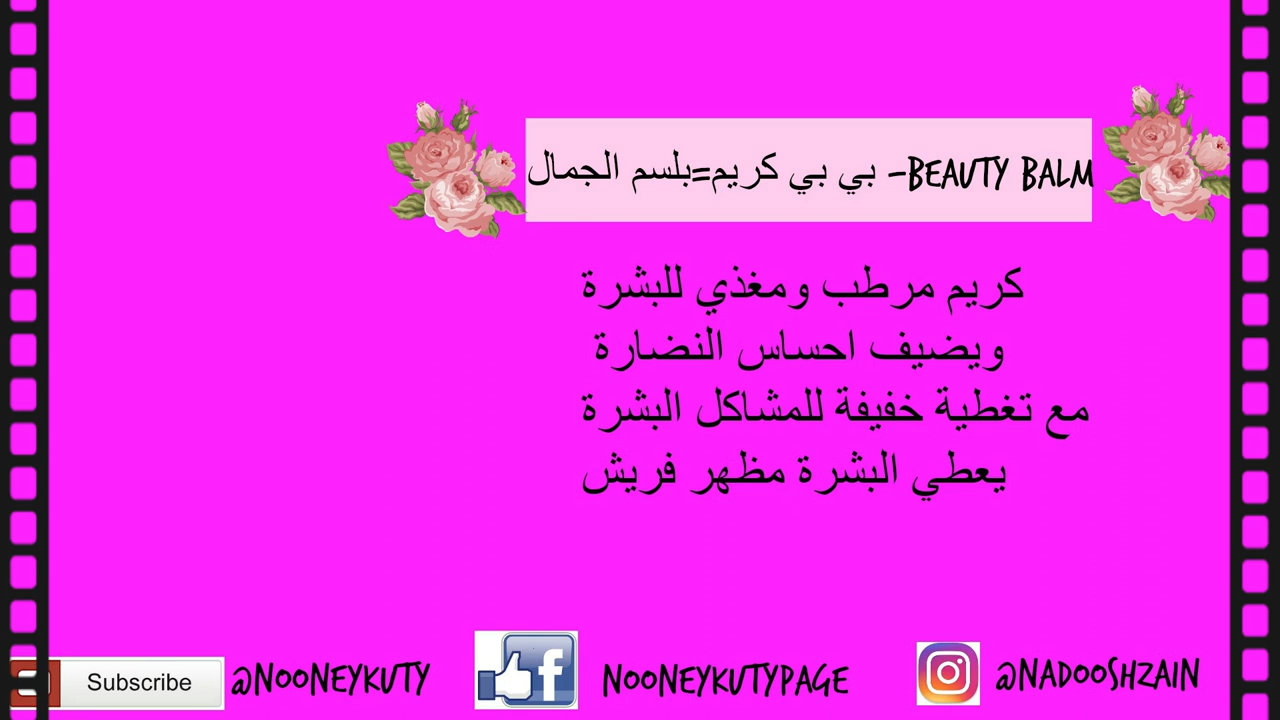 بي بي كريم=بلسم الجمال -BEAUTY BALM
كريم مرطب ومغذي للبشرة
ويضيف احساس النضارة
مع تغطية خفيفة للمشاكل البشرة
يعطي البشرة مظهر فريش
Subscribe @NOONEYKUTY f NOONEYKUTYPAGE @NADOOSHZAIN